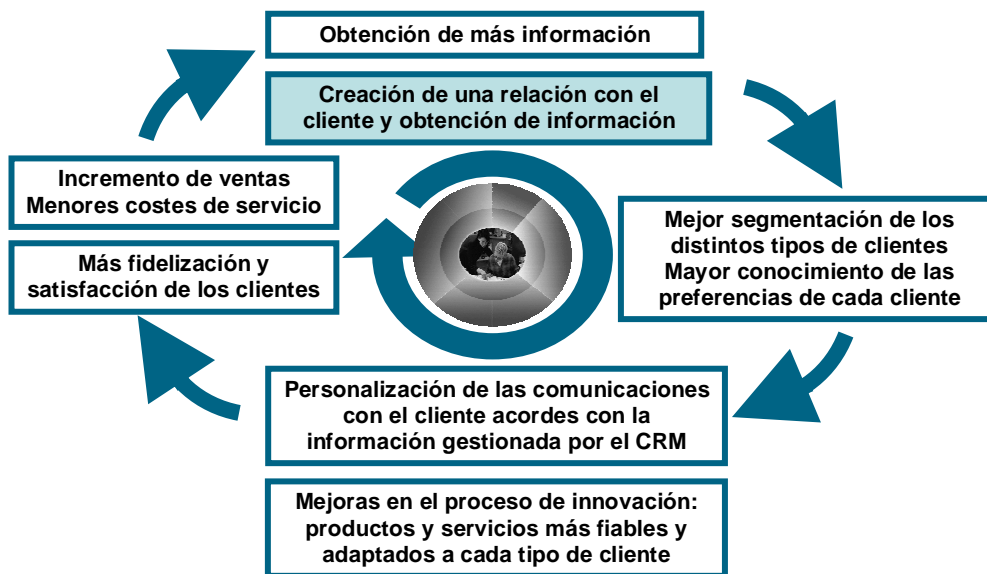 Obtención de más información
Creación de una relación con el
cliente y obtención de información
Incremento de ventas
Menores costes de servicio
Más fidelización y
satisfacción de los clientes
Mejor segmentación de los
distintos tipos de clientes
Mayor conocimiento de las
preferencias de cada cliente
Personalización de las comunicaciones
con el cliente acordes con la
información gestionada por el CRM
Mejoras en el proceso de innovación:
productos y servicios más fiables y
adaptados a cada tipo de cliente